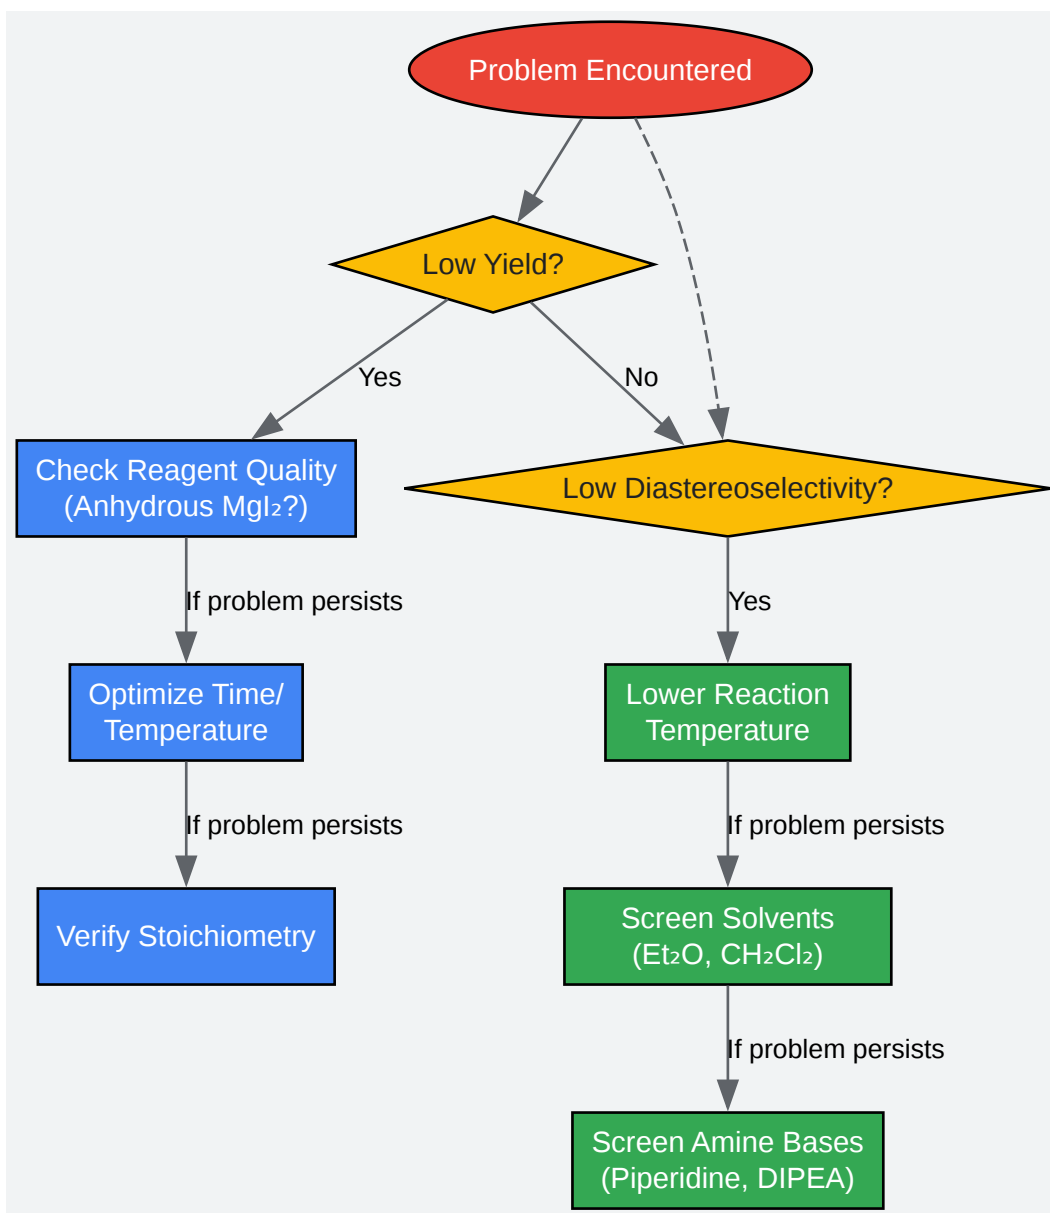 Problem Encountered
Low Yield?
Yes
No
Check Reagent Quality
(Anhydrous MgI₂?)
Low Diastereoselectivity?
If problem persists
Yes
Optimize Time/
Temperature
Lower Reaction
Temperature
If problem persists
If problem persists
Verify Stoichiometry
Screen Solvents
(Et₂O, CH₂Cl₂)
If problem persists
Screen Amine Bases
(Piperidine, DIPEA)